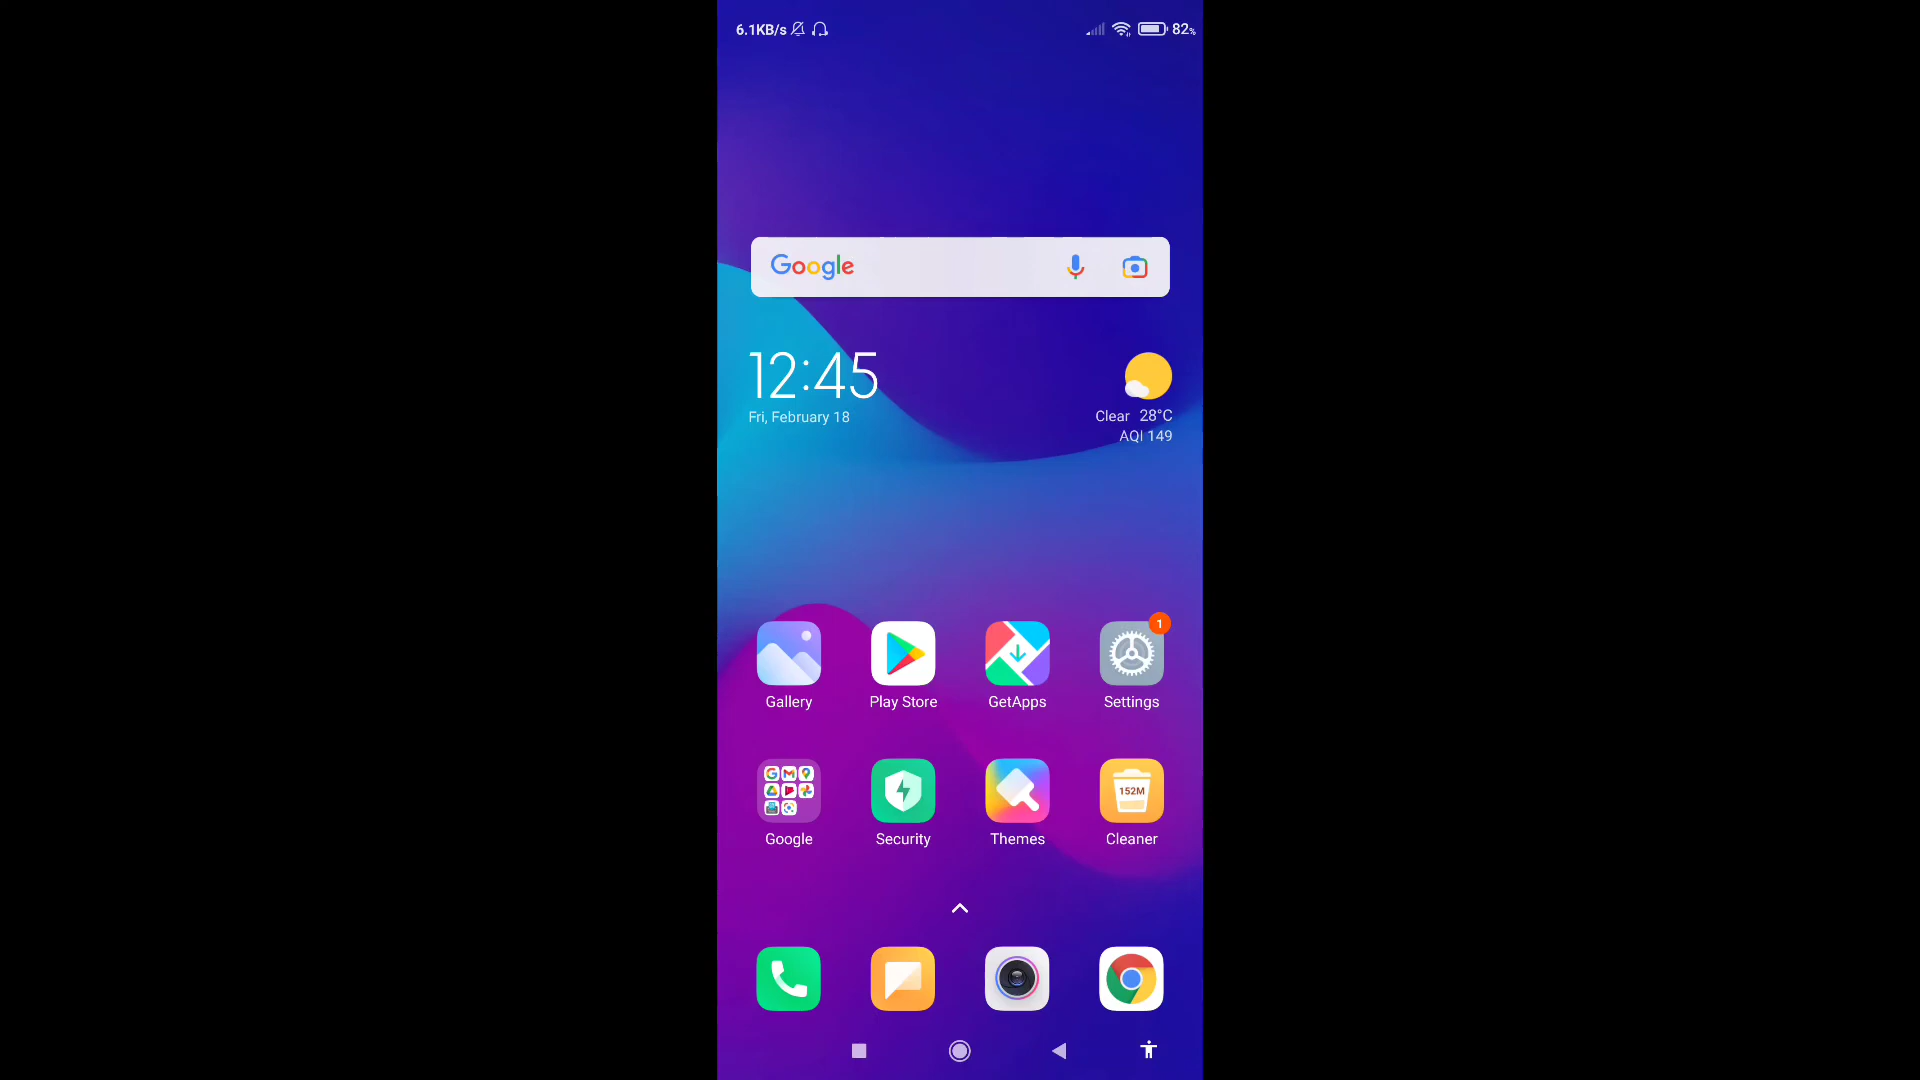 6.1KB/s
82%
Google
12:45
Fri, February 18
Clear 28°C
AQI 149
1
Gallery
Play Store
GetApps
Settings
152M
Google
Security
Themes
Cleaner